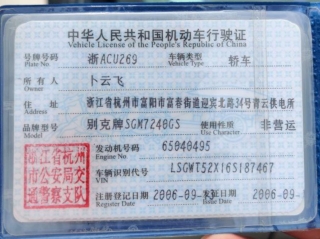 中华人民共和国机动车行驶证
Vehicle License of the People's Republic of China
号牌号码 浙ACU269 车辆类型 轿车
Plate No. Vehicle Type
所有人 卜云飞
Owner
住址 浙江省杭州市富阳市富春街道迎宾北路34号青云供电所
Address
品牌型号 别克牌SGM7240GS 使用性质 非营运
Model Use Character
发动机号码 65040495
Engine No.
车辆识别代号 LSGWT52X16S187467
VIN
注册登记日期 2006-09- 发证日期 2006-09-
Register Date Issue Date
浙江省杭州
市公安局交
通警察支队